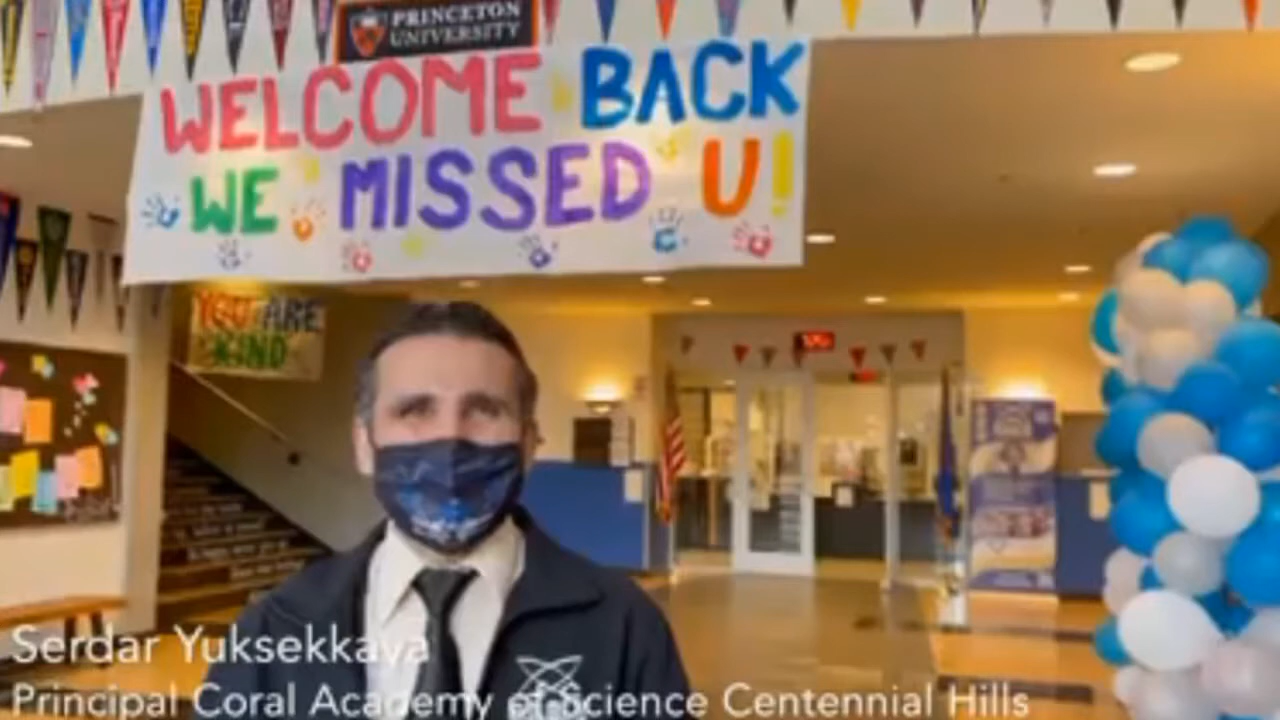 PRINCETON
UNIVERSITY
WELCOME BACK
WE MISSED U!
YOU ARE
KIND
Serdar Yuksekkaya
Principal Coral Academy of Science Centennial Hills